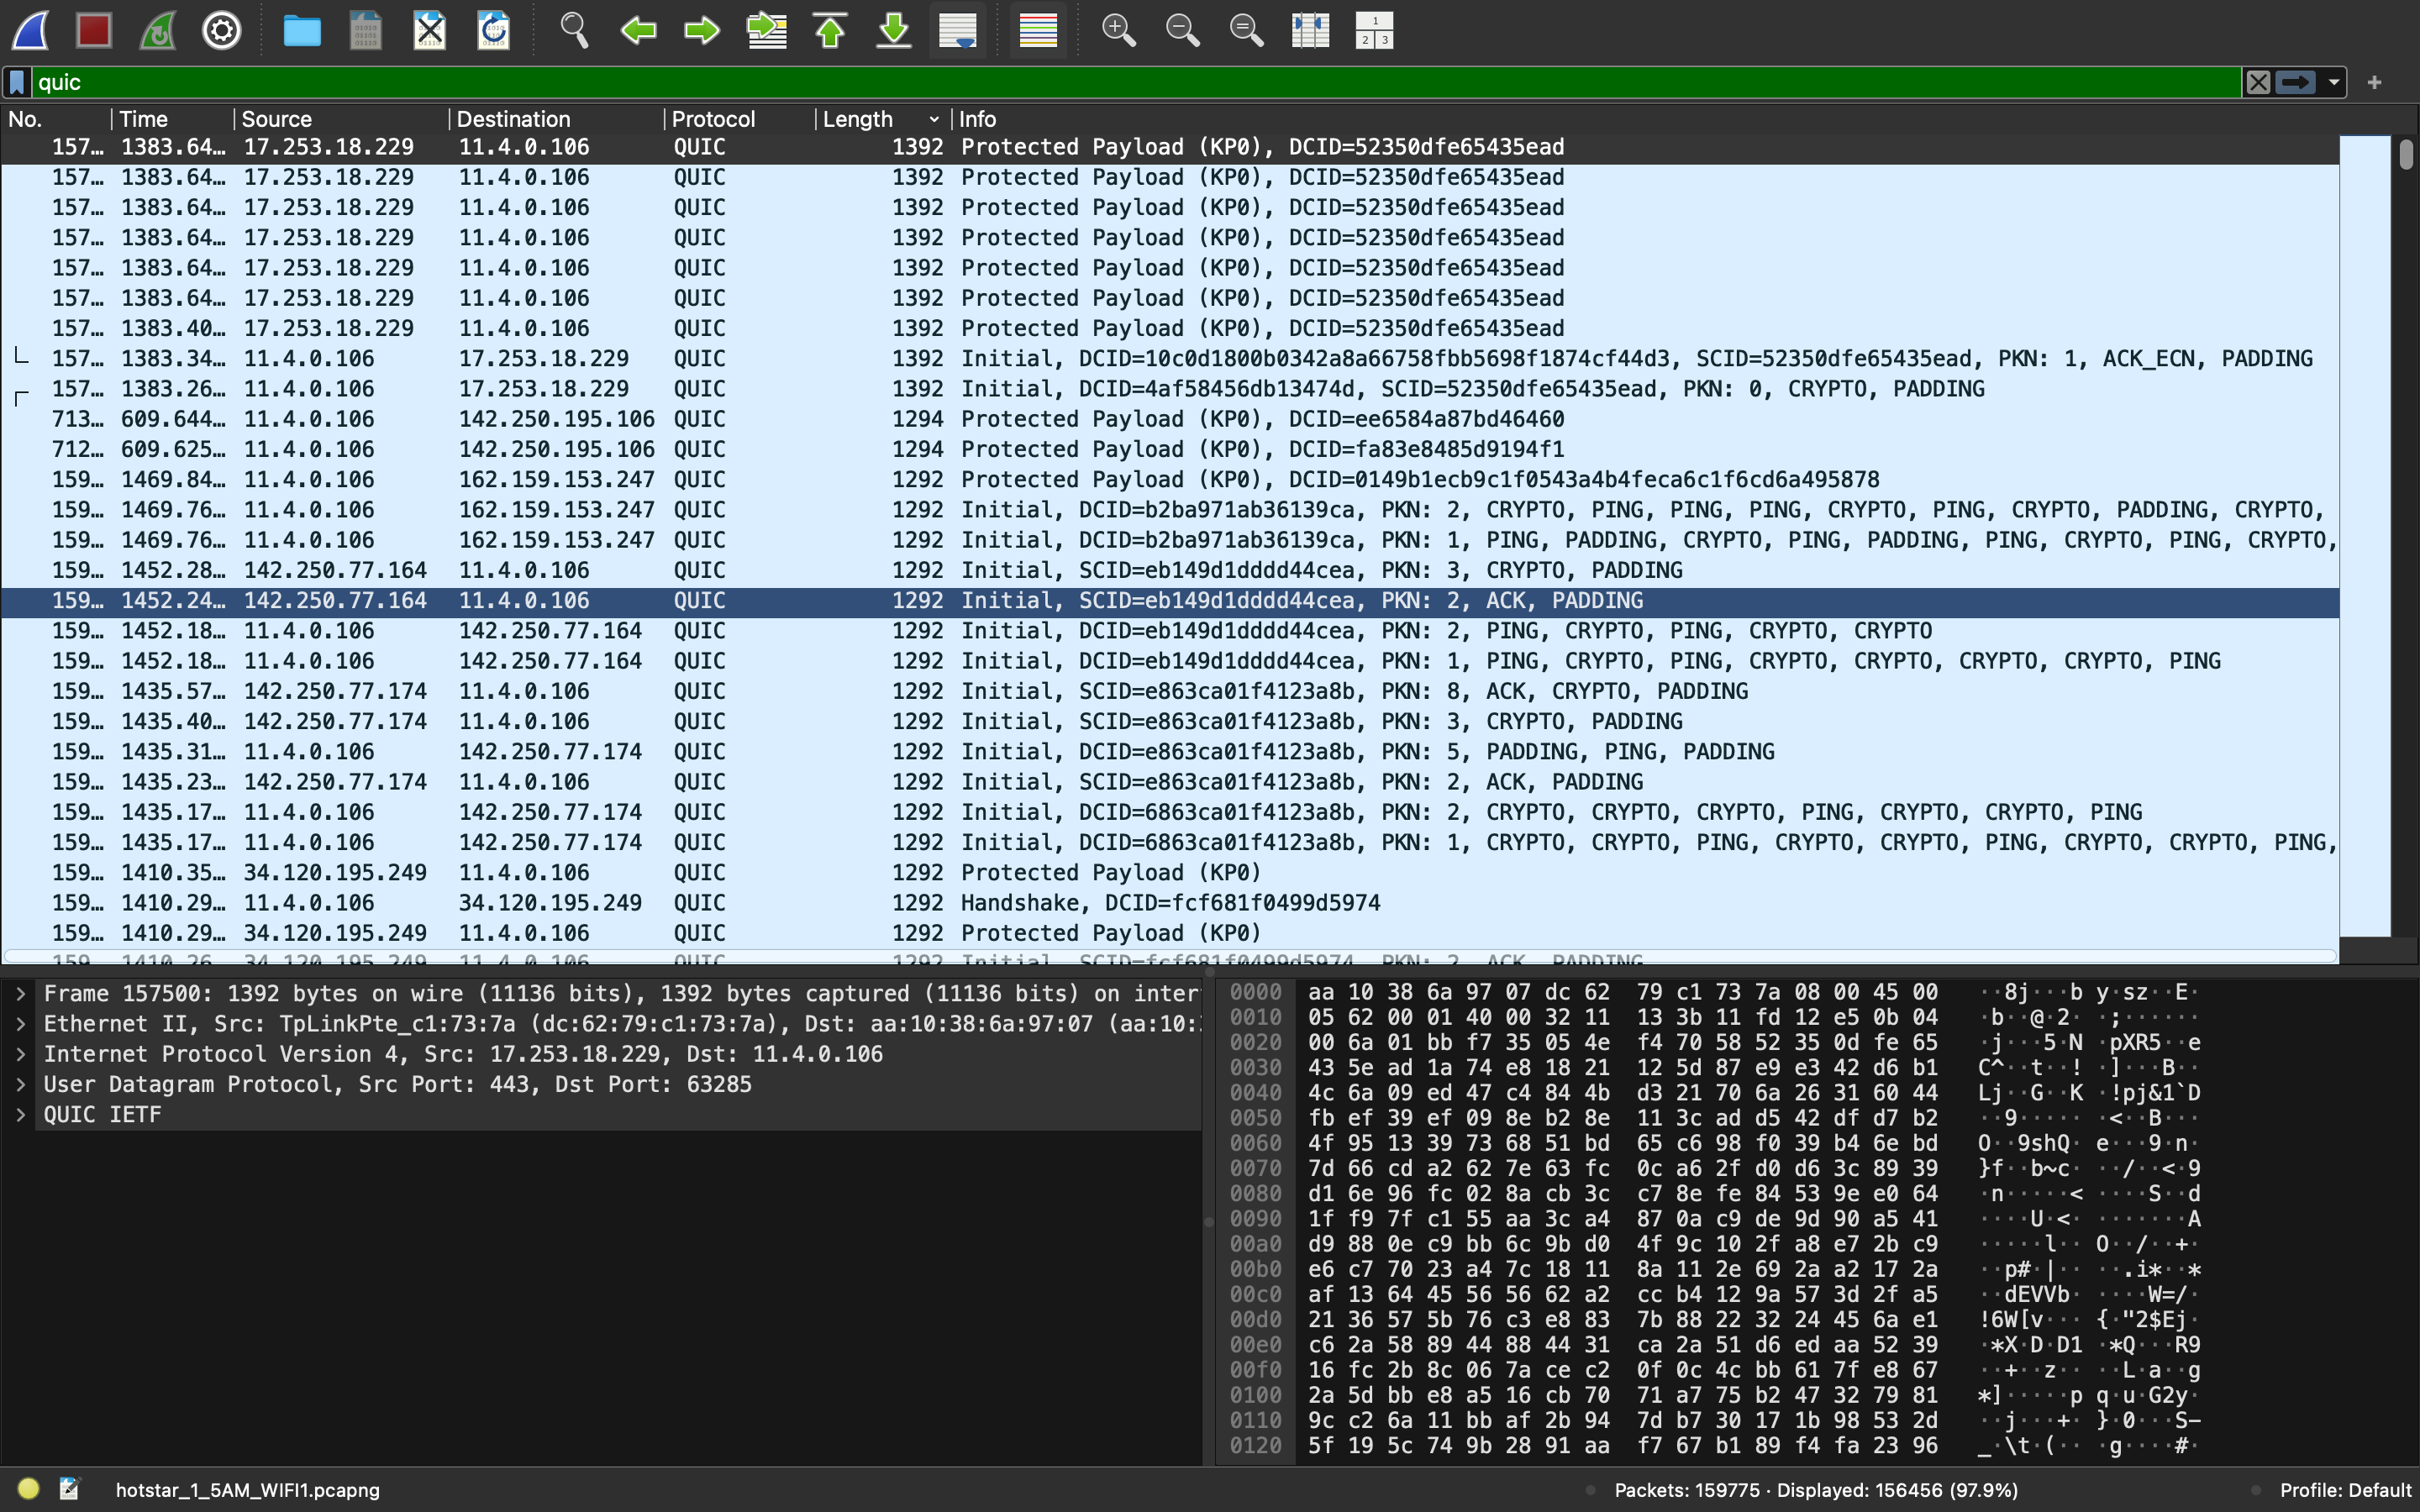 quic
No. Time Source Destination Protocol Length Info
157… 1383.64… 17.253.18.229 11.4.0.106 QUIC 1392 Protected Payload (KP0), DCID=52350dfe65435ead
157… 1383.64… 17.253.18.229 11.4.0.106 QUIC 1392 Protected Payload (KP0), DCID=52350dfe65435ead
157… 1383.64… 17.253.18.229 11.4.0.106 QUIC 1392 Protected Payload (KP0), DCID=52350dfe65435ead
157… 1383.64… 17.253.18.229 11.4.0.106 QUIC 1392 Protected Payload (KP0), DCID=52350dfe65435ead
157… 1383.64… 17.253.18.229 11.4.0.106 QUIC 1392 Protected Payload (KP0), DCID=52350dfe65435ead
157… 1383.64… 17.253.18.229 11.4.0.106 QUIC 1392 Protected Payload (KP0), DCID=52350dfe65435ead
157… 1383.40… 17.253.18.229 11.4.0.106 QUIC 1392 Protected Payload (KP0), DCID=52350dfe65435ead
157… 1383.34… 11.4.0.106 17.253.18.229 QUIC 1392 Initial, DCID=10c0d1800b0342a8a66758fbb5698f1874cf44d3, SCID=52350dfe65435ead, PKN: 1, ACK_ECN, PADDING
157… 1383.26… 11.4.0.106 17.253.18.229 QUIC 1392 Initial, DCID=4af58456db13474d, SCID=52350dfe65435ead, PKN: 0, CRYPTO, PADDING
713… 609.644… 11.4.0.106 142.250.195.106 QUIC 1294 Protected Payload (KP0), DCID=ee6584a87bd46460
712… 609.625… 11.4.0.106 142.250.195.106 QUIC 1294 Protected Payload (KP0), DCID=fa83e8485d9194f1
159… 1469.84… 11.4.0.106 162.159.153.247 QUIC 1292 Protected Payload (KP0), DCID=0149b1ecb9c1f0543a4b4feca6c1f6cd6a495878
159… 1469.76… 11.4.0.106 162.159.153.247 QUIC 1292 Initial, DCID=b2ba971ab36139ca, PKN: 2, CRYPTO, PING, PING, PING, CRYPTO, PING, CRYPTO, PADDING, CRYPTO,
159… 1469.76… 11.4.0.106 162.159.153.247 QUIC 1292 Initial, DCID=b2ba971ab36139ca, PKN: 1, PING, PADDING, CRYPTO, PING, PADDING, PING, CRYPTO, PING, CRYPTO,
159… 1452.28… 142.250.77.164 11.4.0.106 QUIC 1292 Initial, SCID=eb149d1dddd44cea, PKN: 3, CRYPTO, PADDING
159… 1452.24… 142.250.77.164 11.4.0.106 QUIC 1292 Initial, SCID=eb149d1dddd44cea, PKN: 2, ACK, PADDING
159… 1452.18… 11.4.0.106 142.250.77.164 QUIC 1292 Initial, DCID=eb149d1dddd44cea, PKN: 2, PING, CRYPTO, PING, CRYPTO, CRYPTO
159… 1452.18… 11.4.0.106 142.250.77.164 QUIC 1292 Initial, DCID=eb149d1dddd44cea, PKN: 1, PING, CRYPTO, PING, CRYPTO, CRYPTO, CRYPTO, CRYPTO, PING
159… 1435.57… 142.250.77.174 11.4.0.106 QUIC 1292 Initial, SCID=e863ca01f4123a8b, PKN: 8, ACK, CRYPTO, PADDING
159… 1435.40… 142.250.77.174 11.4.0.106 QUIC 1292 Initial, SCID=e863ca01f4123a8b, PKN: 3, CRYPTO, PADDING
159… 1435.31… 11.4.0.106 142.250.77.174 QUIC 1292 Initial, DCID=e863ca01f4123a8b, PKN: 5, PADDING, PING, PADDING
159… 1435.23… 142.250.77.174 11.4.0.106 QUIC 1292 Initial, SCID=e863ca01f4123a8b, PKN: 2, ACK, PADDING
159… 1435.17… 11.4.0.106 142.250.77.174 QUIC 1292 Initial, DCID=6863ca01f4123a8b, PKN: 2, CRYPTO, CRYPTO, CRYPTO, PING, CRYPTO, CRYPTO, PING
159… 1435.17… 11.4.0.106 142.250.77.174 QUIC 1292 Initial, DCID=6863ca01f4123a8b, PKN: 1, CRYPTO, CRYPTO, PING, CRYPTO, CRYPTO, PING, CRYPTO, CRYPTO, PING,
159… 1410.35… 34.120.195.249 11.4.0.106 QUIC 1292 Protected Payload (KP0)
159… 1410.29… 11.4.0.106 34.120.195.249 QUIC 1292 Handshake, DCID=fcf681f0499d5974
159… 1410.29… 34.120.195.249 11.4.0.106 QUIC 1292 Protected Payload (KP0)
159… 1410.26… 34.120.195.249 11.4.0.106 QUIC 1292 Initial, SCID=fcf681f0499d5974, PKN: 2, ACK, PADDING
Frame 157500: 1392 bytes on wire (11136 bits), 1392 bytes captured (11136 bits) on inter
Ethernet II, Src: TpLinkPte_c1:73:7a (dc:62:79:c1:73:7a), Dst: aa:10:38:6a:97:07 (aa:10:
Internet Protocol Version 4, Src: 17.253.18.229, Dst: 11.4.0.106
User Datagram Protocol, Src Port: 443, Dst Port: 63285
QUIC IETF
0000 aa 10 38 6a 97 07 dc 62 79 c1 73 7a 08 00 45 00 ··8j···b y·sz··E·
0010 05 62 00 01 40 00 32 11 13 3b 11 fd 12 e5 0b 04 ·b··@·2· ·;······
0020 00 6a 01 bb f7 35 05 4e f4 70 58 52 35 0d fe 65 ·j···5·N ·pXR5··e
0030 43 5e ad 1a 74 e8 18 21 12 5d 87 e9 e3 42 d6 b1 C^··t··! ·]···B··
0040 4c 6a 09 ed 47 c4 84 4b d3 21 70 6a 26 31 60 44 Lj··G··K ·!pj&1`D
0050 fb ef 39 ef 09 8e b2 8e 11 3c ad d5 42 df d7 b2 ··9····· ·<··B···
0060 4f 95 13 39 73 68 51 bd 65 c6 98 f0 39 b4 6e bd O··9shQ· e···9·n·
0070 7d 66 cd a2 62 7e 63 fc 0c a6 2f d0 d6 3c 89 39 }f··b~c· ··/··<·9
0080 d1 6e 96 fc 02 8a cb 3c c7 8e fe 84 53 9e e0 64 ·n·····< ····S··d
0090 1f f9 7f c1 55 aa 3c a4 87 0a c9 de 9d 90 a5 41 ····U·<· ·······A
00a0 d9 88 0e c9 bb 6c 9b d0 4f 9c 10 2f a8 e7 2b c9 ·····l·· O··/··+·
00b0 e6 c7 70 23 a4 7c 18 11 8a 11 2e 69 2a a2 17 2a ··p#·|·· ··.i*··*
00c0 af 13 64 45 56 56 62 a2 cc b4 12 9a 57 3d 2f a5 ··dEVVb· ····W=/·
00d0 21 36 57 5b 76 c3 e8 83 7b 88 22 32 24 45 6a e1 !6W[v··· {·"2$Ej·
00e0 c6 2a 58 89 44 88 44 31 ca 2a 51 d6 ed aa 52 39 ·*X·D·D1 ·*Q···R9
00f0 16 fc 2b 8c 06 7a ce c2 0f 0c 4c bb 61 7f e8 67 ··+··z·· ··L·a··g
0100 2a 5d bb e8 a5 16 cb 70 71 a7 75 b2 47 32 79 81 *]·····p q·u·G2y·
0110 9c c2 6a 11 bb af 2b 94 7d b7 30 17 1b 98 53 2d ··j···+· }·0···S-
0120 5f 19 5c 74 9b 28 91 aa f7 67 b1 89 f4 fa 23 96 _·\t·(·· ·g····#·
hotstar_1_5AM_WIFI1.pcapng Packets: 159775 · Displayed: 156456 (97.9%) Profile: Default